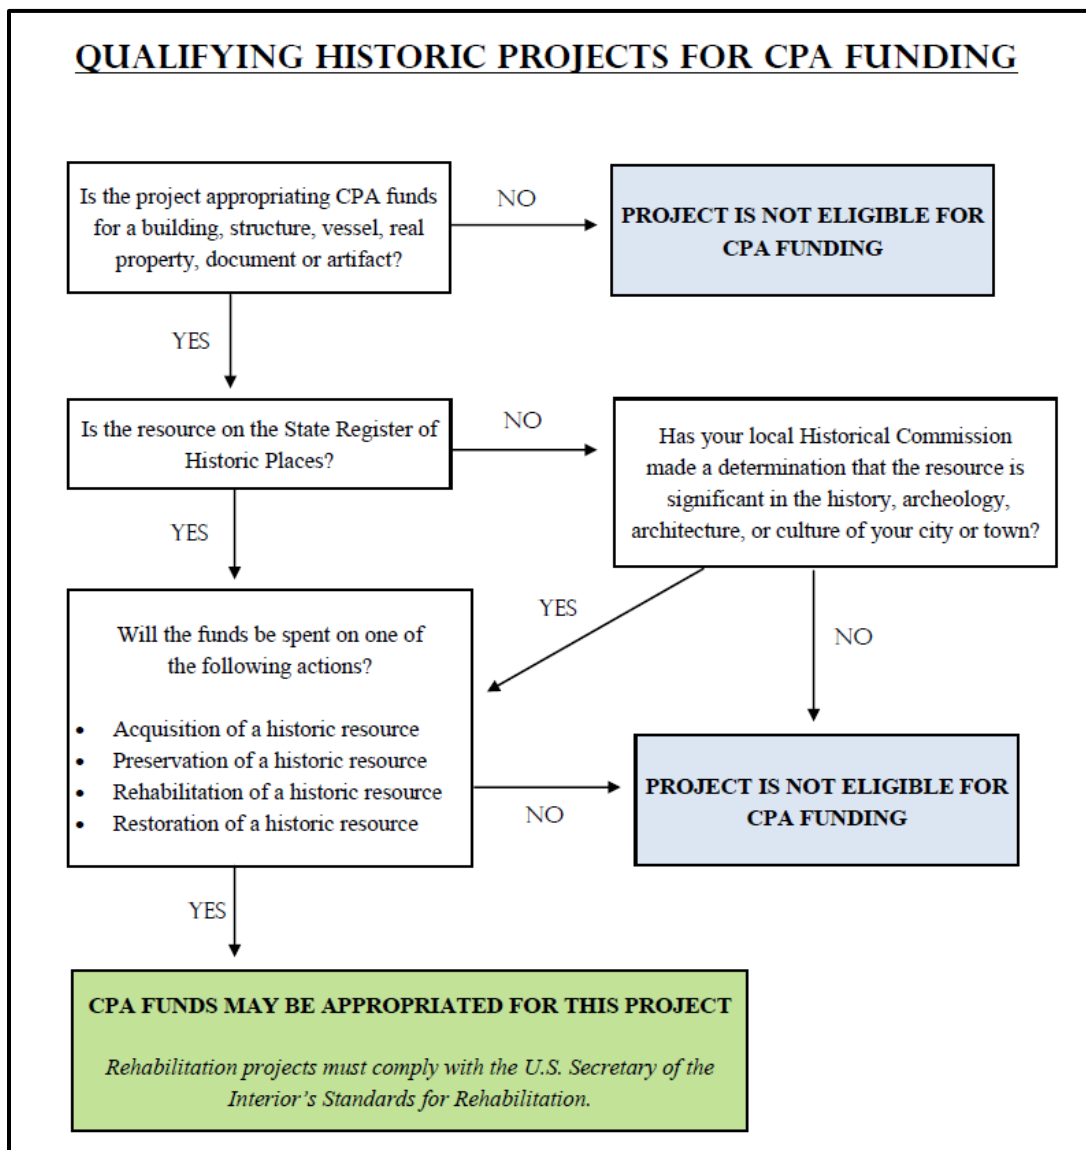 QUALIFYING HISTORIC PROJECTS FOR CPA FUNDING
Is the project appropriating CPA funds
for a building, structure, vessel, real
property, document or artifact?
NO
PROJECT IS NOT ELIGIBLE FOR
CPA FUNDING
YES
Is the resource on the State Register of
Historic Places?
NO
Has your local Historical Commission
made a determination that the resource is
significant in the history, archeology,
architecture, or culture of your city or town?
YES
YES
NO
Will the funds be spent on one of
the following actions?
• Acquisition of a historic resource
• Preservation of a historic resource
• Rehabilitation of a historic resource
• Restoration of a historic resource
NO
PROJECT IS NOT ELIGIBLE FOR
CPA FUNDING
YES
CPA FUNDS MAY BE APPROPRIATED FOR THIS PROJECT
Rehabilitation projects must comply with the U.S. Secretary of the
Interior's Standards for Rehabilitation.